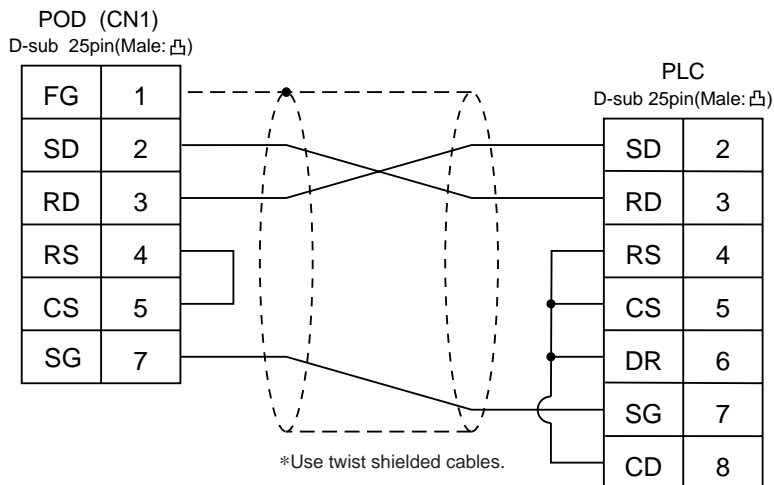 POD (CN1)
D-sub 25pin(Male: 凸)
FG 1
SD 2
RD 3
RS 4
CS 5
SG 7
PLC
D-sub 25pin(Male: 凸)
SD 2
RD 3
RS 4
CS 5
DR 6
SG 7
CD 8
*Use twist shielded cables.